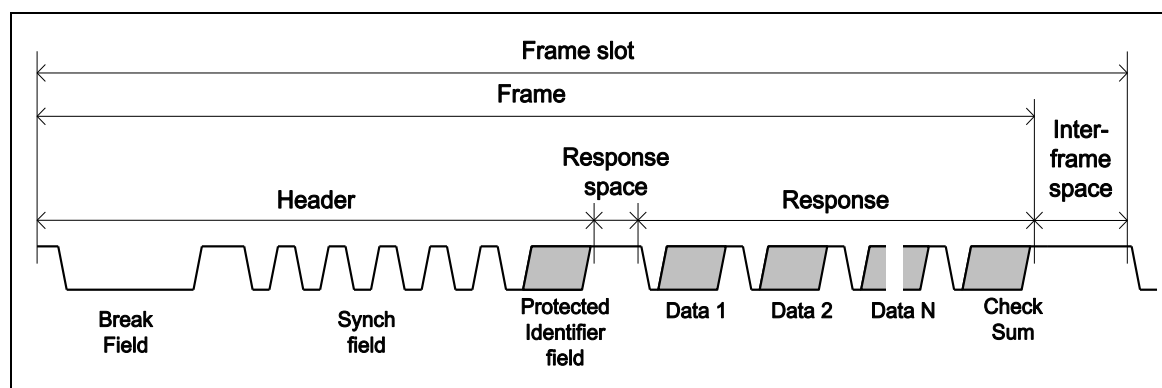 Frame slot
Frame
Inter-
frame
space
Response
space
Header
Response
Break
Field
Synch
field
Protected
Identifier
field
Data 1
Data 2
Data N
Check
Sum